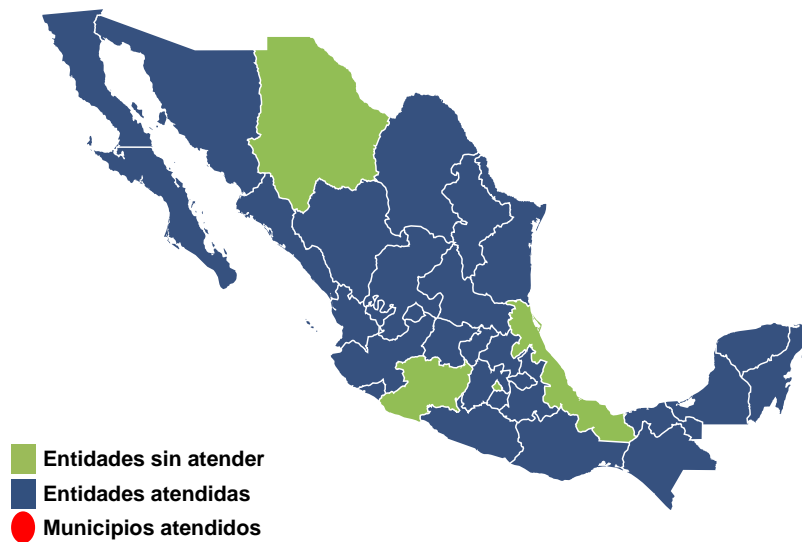 Entidades sin atender
Entidades atendidas
Municipios atendidos